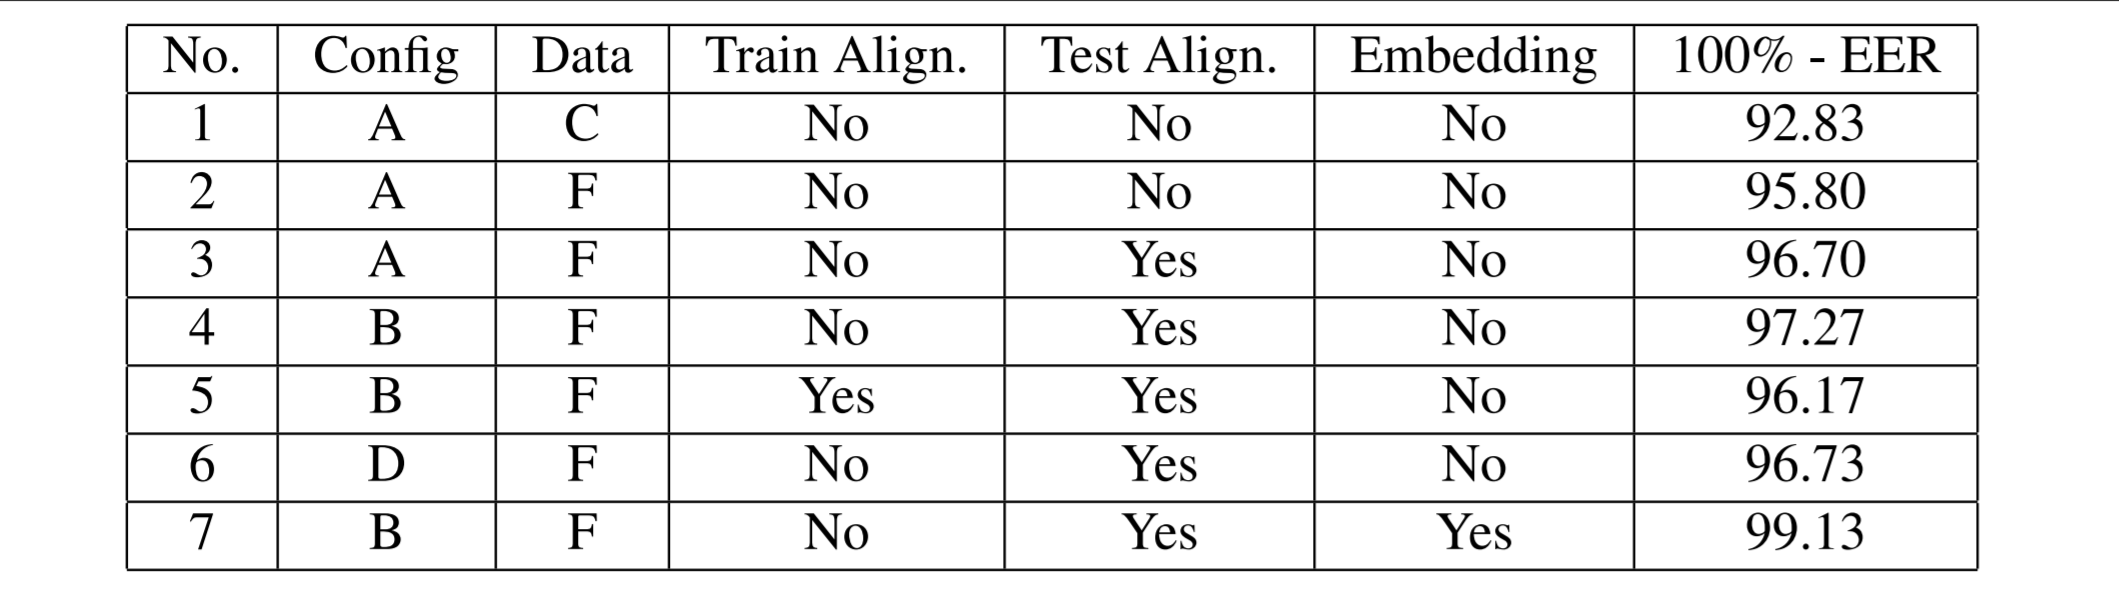 No. Config Data Train Align. Test Align. Embedding 100% - EER
1 A C No No No 92.83
2 A F No No No 95.80
3 A F No Yes No 96.70
4 B F No Yes No 97.27
5 B F Yes Yes No 96.17
6 D F No Yes No 96.73
7 B F No Yes Yes 99.13